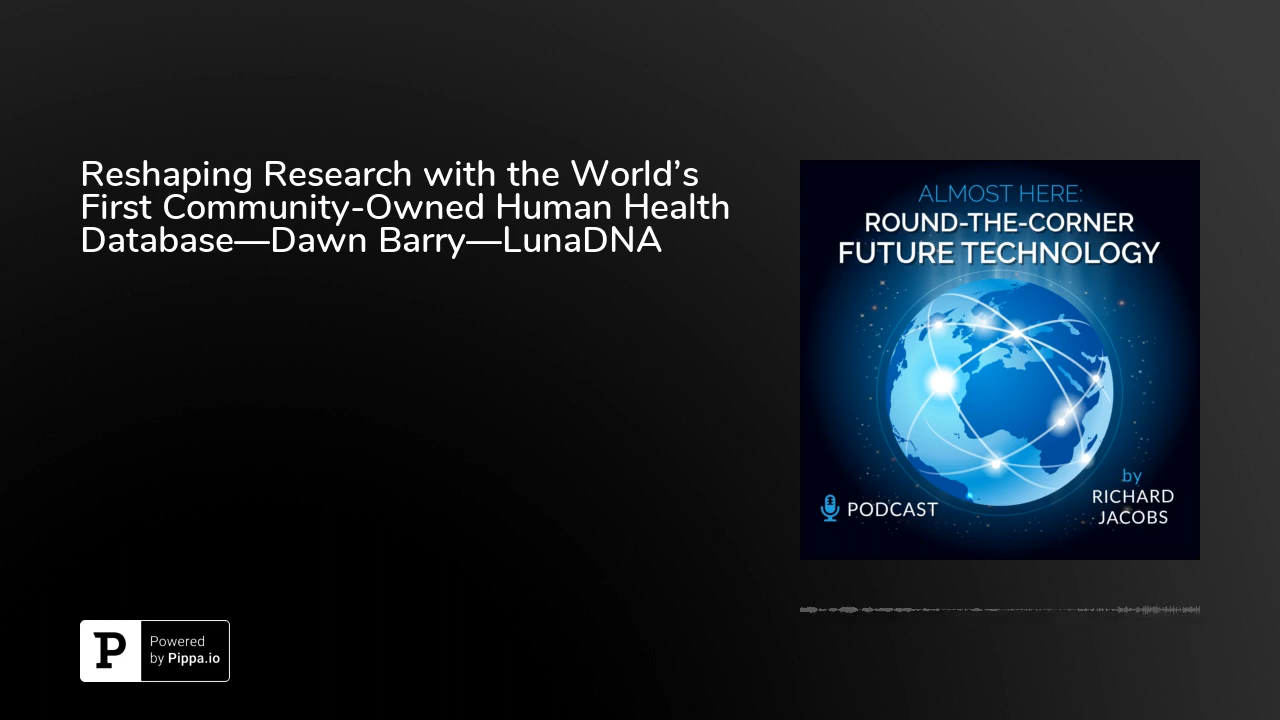 Reshaping Research with the World’s
First Community-Owned Human Health
Database—Dawn Barry—LunaDNA
ALMOST HERE:
ROUND-THE-CORNER
FUTURE TECHNOLOGY
by
RICHARD
JACOBS
PODCAST
P
Powered
by Pippa.io